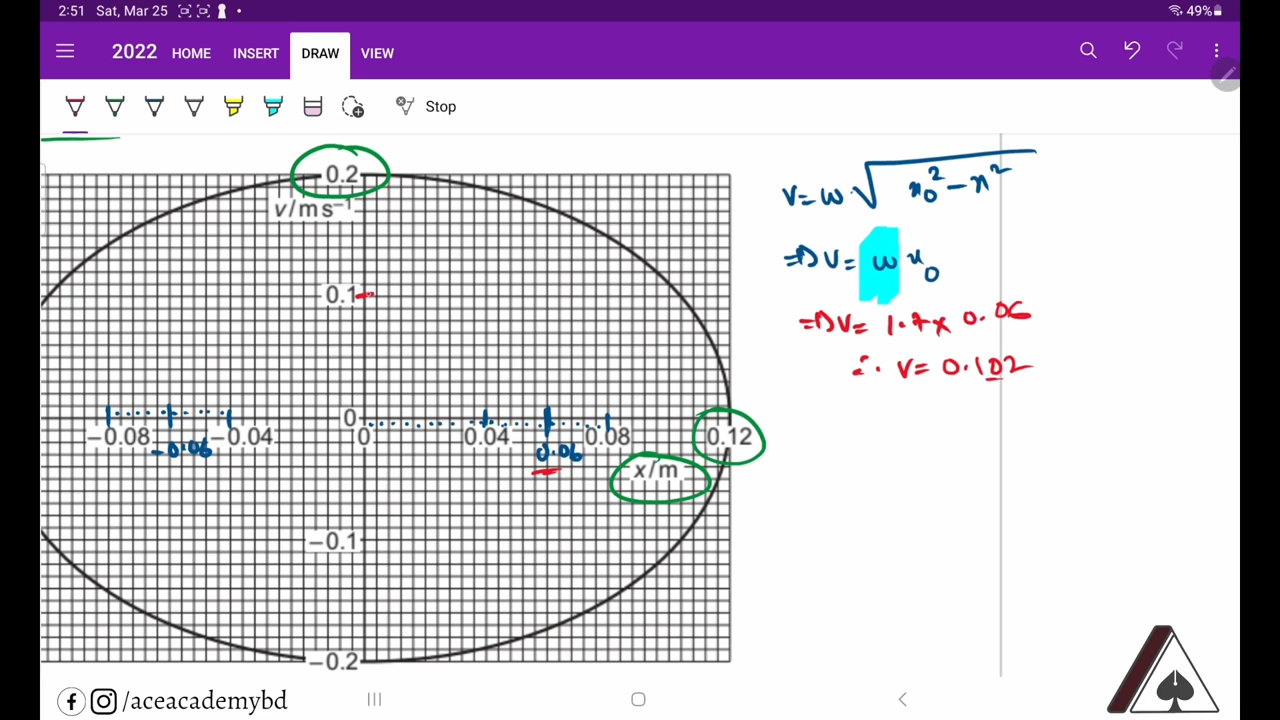 2:51 Sat, Mar 25 • 49%
2022 HOME INSERT DRAW VIEW
Stop
0.2
v/m s⁻¹
0.1
0
−0.08 −0.04 0 0.04 0.08 0.12
-0.06 0.06
x/m
−0.1
−0.2
v=ω√x₀²−x²
⇒ v= ω x₀
⇒ v= 1.7x 0.06
∴ v= 0.102
/aceacademybd